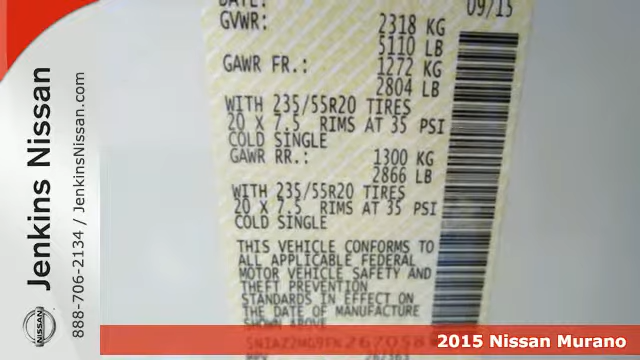 DATE:
09/15
GVWR: 2318 KG
5110 LB
GAWR FR.: 1272 KG
2804 LB
WITH 235/55R20 TIRES
20 X 7.5 RIMS AT 35 PSI
COLD SINGLE
GAWR RR.: 1300 KG
2866 LB
WITH 235/55R20 TIRES
20 X 7.5 RIMS AT 35 PSI
COLD SINGLE
THIS VEHICLE CONFORMS TO
ALL APPLICABLE FEDERAL
MOTOR VEHICLE SAFETY AND
THEFT PREVENTION
STANDARDS IN EFFECT ON
THE DATE OF MANUFACTURE
SHOWN ABOVE
Jenkins Nissan
888-706-2134 / JenkinsNissan.com
NISSAN
2015 Nissan Murano